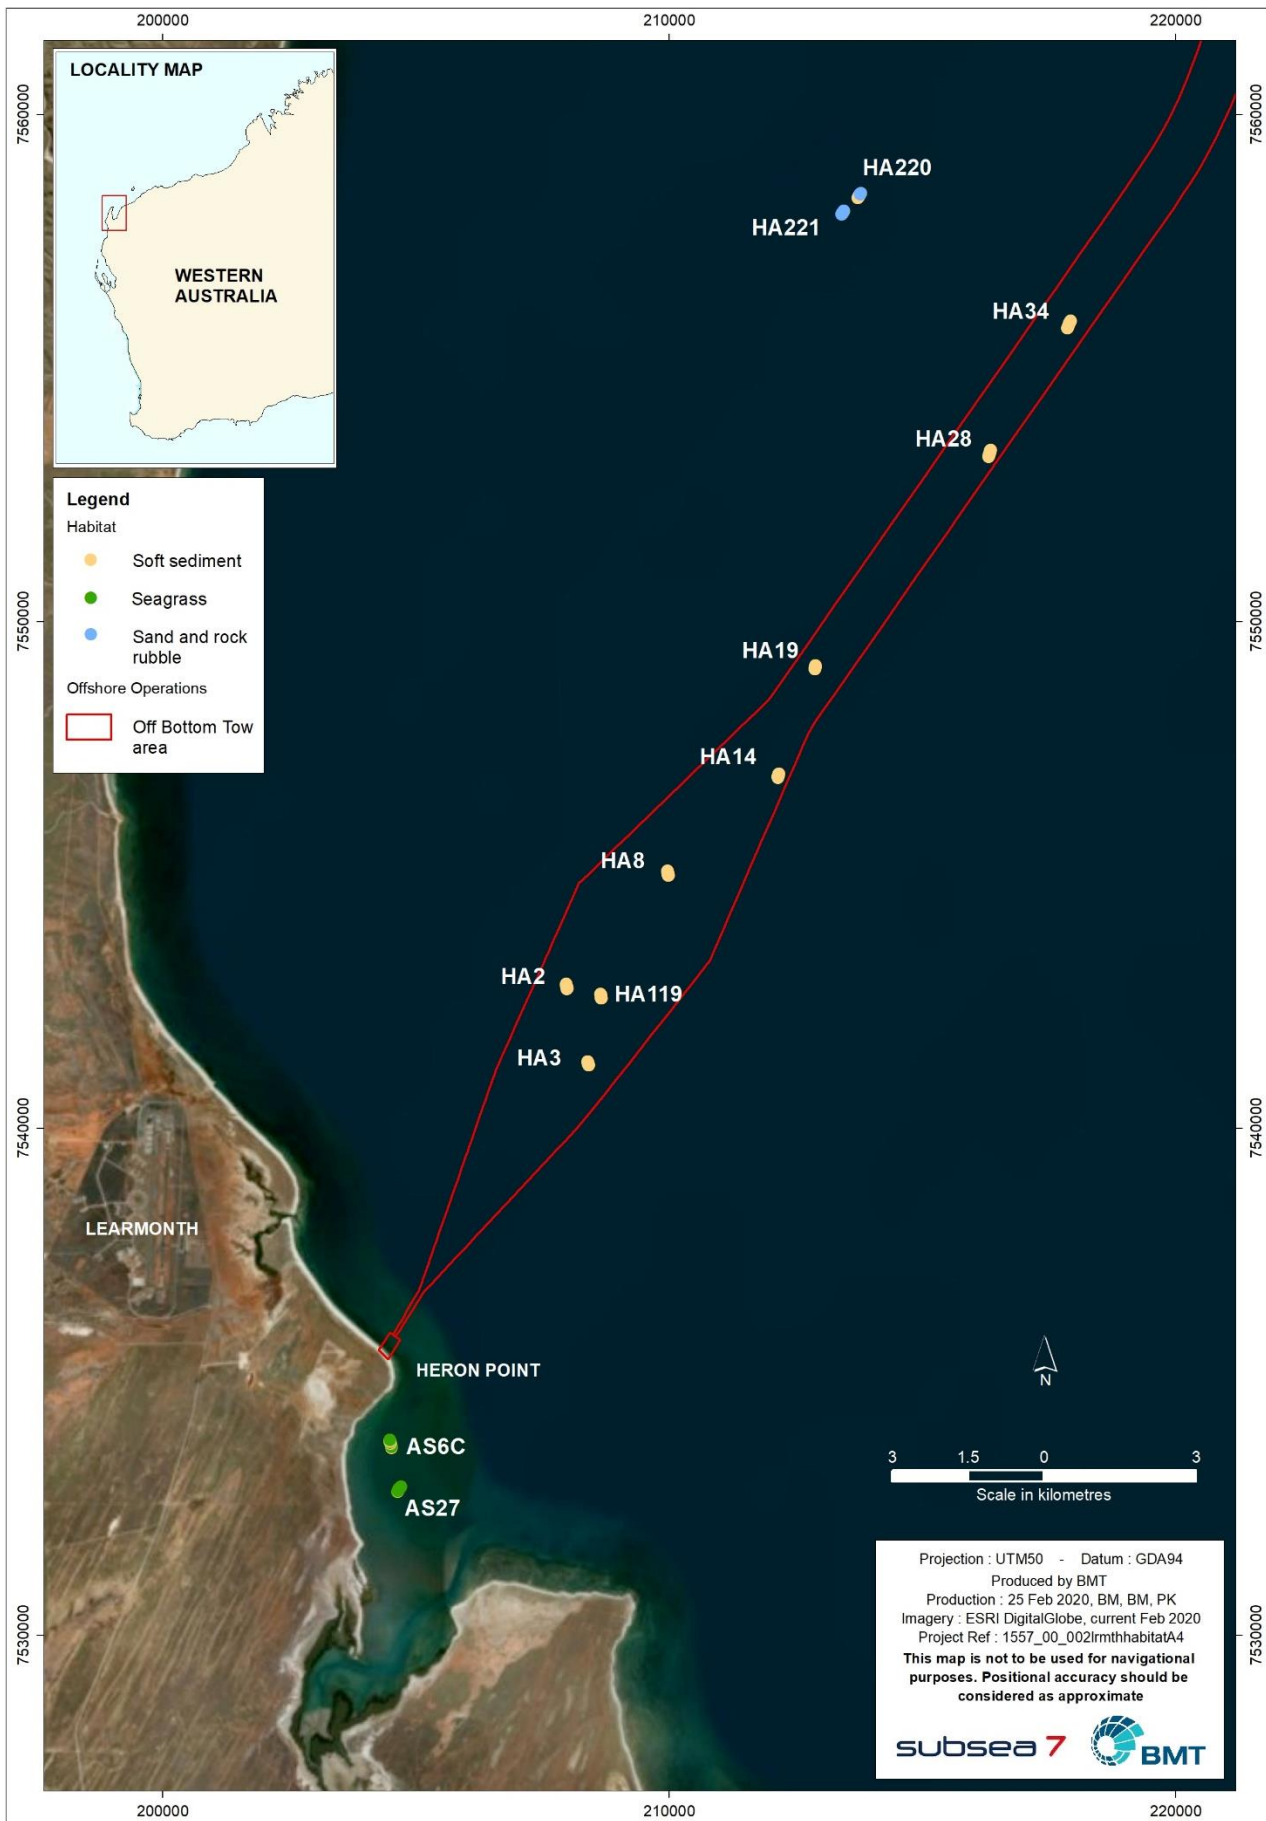 200000
210000
220000
7560000
7560000
LOCALITY MAP
WESTERN
AUSTRALIA
HA220
HA221
HA34
HA28
Legend
Habitat
Soft sediment
Seagrass
Sand and rock
rubble
Offshore Operations
Off Bottom Tow
area
7550000
7550000
HA19
HA14
HA8
HA2
HA119
HA3
7540000
7540000
LEARMONTH
HERON POINT
N
AS6C
AS27
3
1.5
0
3
Scale in kilometres
7530000
7530000
Projection : UTM50 - Datum : GDA94
Produced by BMT
Production : 25 Feb 2020, BM, BM, PK
Imagery : ESRI DigitalGlobe, current Feb 2020
Project Ref : 1557_00_002lrmthhabitatA4
This map is not to be used for navigational
purposes. Positional accuracy should be
considered as approximate
subsea 7
BMT
200000
210000
220000